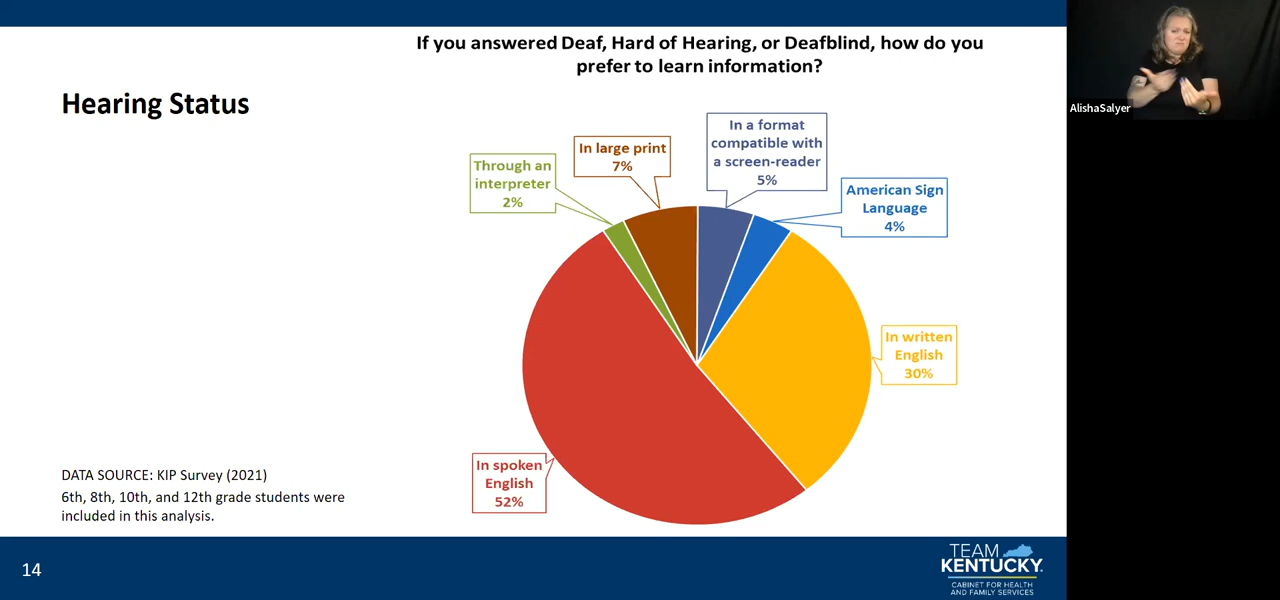 If you answered Deaf, Hard of Hearing, or Deafblind, how do you
prefer to learn information?
AlishaSalyer
Hearing Status
In a format
compatible with
a screen-reader
5%
In large print
7%
Through an
interpreter
2%
American Sign
Language
4%
In written
English
30%
In spoken
English
52%
DATA SOURCE: KIP Survey (2021)
6th, 8th, 10th, and 12th grade students were
included in this analysis.
14
TEAM
KENTUCKY.
CABINET FOR HEALTH
AND FAMILY SERVICES